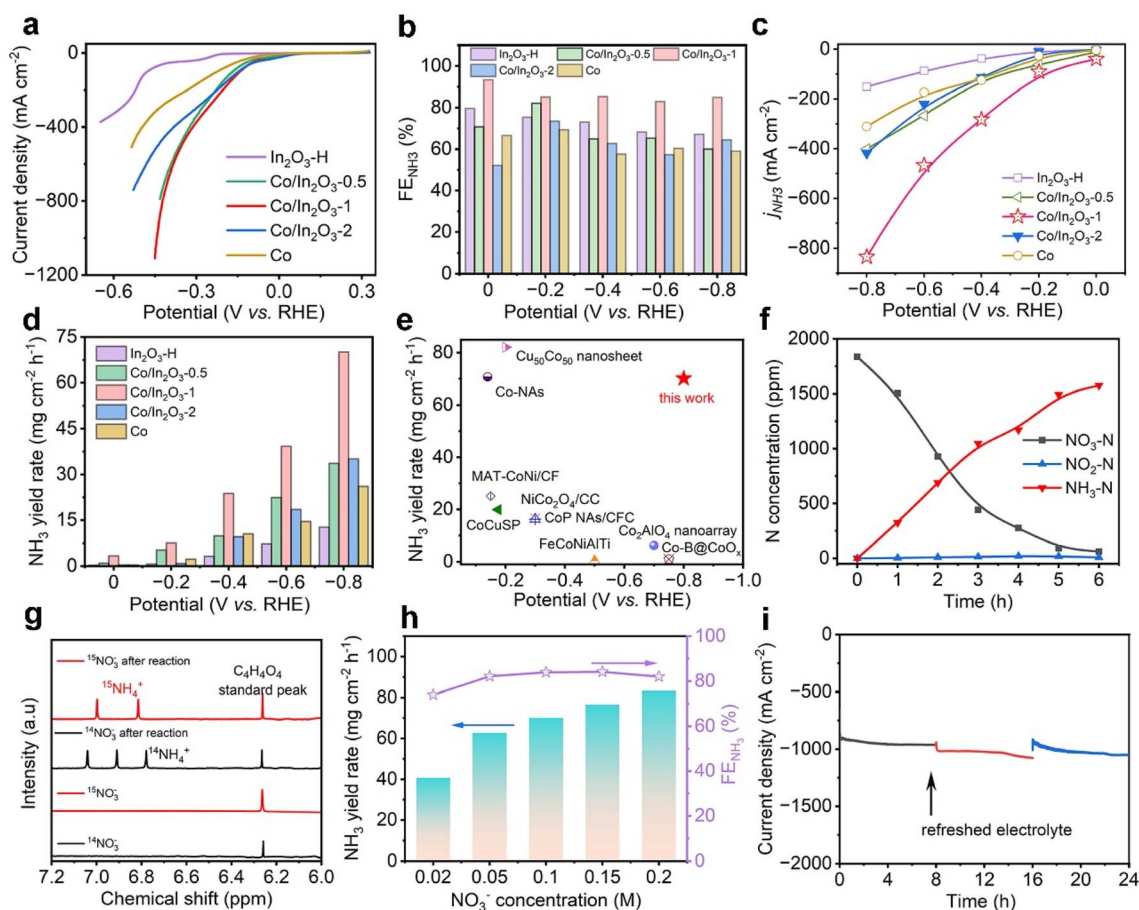 a
Current density (mA cm⁻²)
0
−400
−800
−1200
In₂O₃-H
Co/In₂O₃-0.5
Co/In₂O₃-1
Co/In₂O₃-2
Co
−0.6 −0.3 0.0 0.3
Potential (V vs. RHE)
b
FE_NH3 (%)
100
80
60
40
20
0
In₂O₃-H Co/In₂O₃-0.5 Co/In₂O₃-1
Co/In₂O₃-2 Co
0 −0.2 −0.4 −0.6 −0.8
Potential (V vs. RHE)
c
j_NH3 (mA cm⁻²)
0
−200
−400
−600
−800
In₂O₃-H
Co/In₂O₃-0.5
Co/In₂O₃-1
Co/In₂O₃-2
Co
−0.8 −0.6 −0.4 −0.2 0.0
Potential (V vs. RHE)
d
NH₃ yield rate (mg cm⁻² h⁻¹)
75
60
45
30
15
0
In₂O₃-H
Co/In₂O₃-0.5
Co/In₂O₃-1
Co/In₂O₃-2
Co
0 −0.2 −0.4 −0.6 −0.8
Potential (V vs. RHE)
e
NH₃ yield rate (mg cm⁻² h⁻¹)
80
60
40
20
0
Cu₅₀Co₅₀ nanosheet
Co-NAs
this work
MAT-CoNi/CF
NiCo₂O₄/CC
CoCuSP
CoP NAs/CFC
Co₂AlO₄ nanoarray
FeCoNiAlTi
Co-B@CoOₓ
−0.2 −0.4 −0.6 −0.8 −1.0
Potential (V vs. RHE)
f
N concentration (ppm)
2000
1500
1000
500
0
NO₃-N
NO₂-N
NH₃-N
0 1 2 3 4 5 6
Time (h)
g
Intensity (a.u)
¹⁵NO₃⁻ after reaction
C₄H₄O₄
¹⁵NH₄⁺
standard peak
¹⁴NO₃⁻ after reaction
¹⁴NH₄⁺
¹⁵NO₃⁻
¹⁴NO₃⁻
7.2 7.0 6.8 6.6 6.4 6.2 6.0
Chemical shift (ppm)
h
NH₃ yield rate (mg cm⁻² h⁻¹)
100
90
80
70
60
50
40
30
20
10
0
100
80
60
40
20
0
FE_NH₃ (%)
0.02 0.05 0.1 0.15 0.2
NO₃⁻ concentration (M)
i
Current density (mA cm⁻²)
0
−500
−1000
−1500
−2000
refreshed electrolyte
0 4 8 12 16 20 24
Time (h)